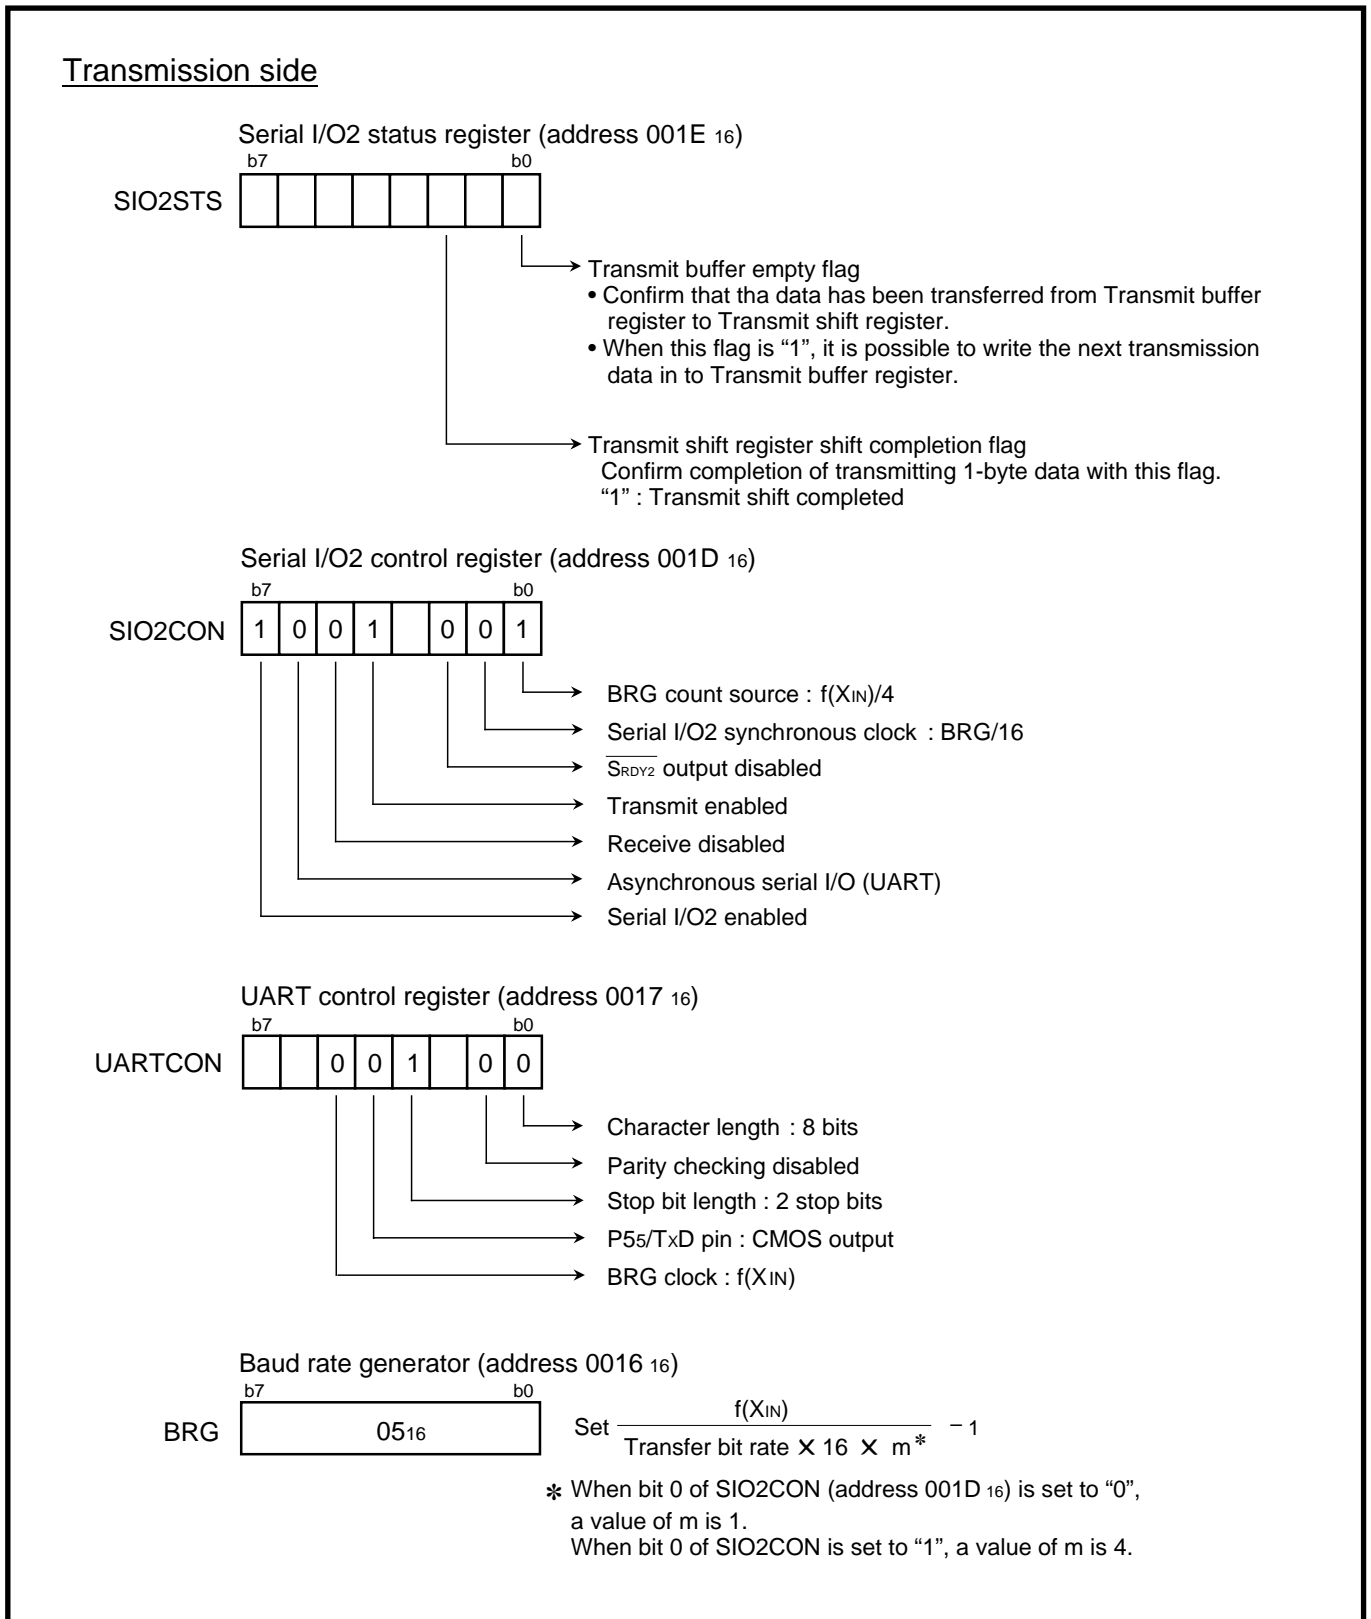 Transmission side
Serial I/O2 status register (address 001E 16)
b7 b0
SIO2STS
Transmit buffer empty flag
• Confirm that tha data has been transferred from Transmit buffer
register to Transmit shift register.
• When this flag is “1”, it is possible to write the next transmission
data in to Transmit buffer register.
Transmit shift register shift completion flag
Confirm completion of transmitting 1-byte data with this flag.
“1” : Transmit shift completed
Serial I/O2 control register (address 001D 16)
b7 b0
SIO2CON 1 0 0 1 0 0 1
BRG count source : f(XIN)/4
Serial I/O2 synchronous clock : BRG/16
SRDY2 output disabled
Transmit enabled
Receive disabled
Asynchronous serial I/O (UART)
Serial I/O2 enabled
UART control register (address 0017 16)
b7 b0
UARTCON 0 0 1 0 0
Character length : 8 bits
Parity checking disabled
Stop bit length : 2 stop bits
P55/TxD pin : CMOS output
BRG clock : f(XIN)
Baud rate generator (address 0016 16)
b7 b0
BRG 0516
Set f(XIN)
Transfer bit rate × 16 × m* – 1
* When bit 0 of SIO2CON (address 001D 16) is set to “0”,
a value of m is 1.
When bit 0 of SIO2CON is set to “1”, a value of m is 4.